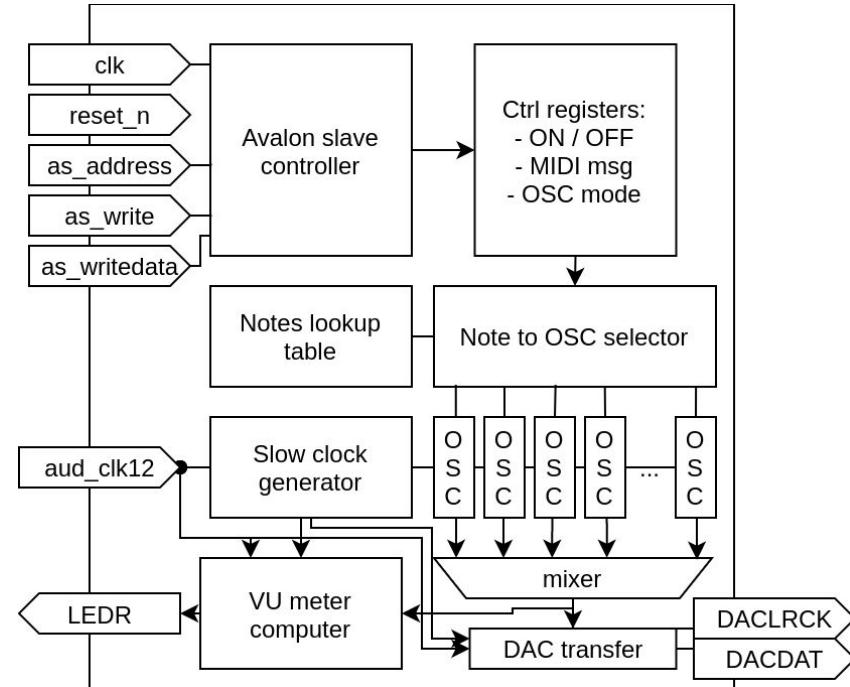 clk
reset_n
as_address
as_write
as_writedata
Avalon slave
controller
Ctrl registers:
- ON / OFF
- MIDI msg
- OSC mode
Notes lookup
table
Note to OSC selector
aud_clk12
Slow clock
generator
O
S
C
O
S
C
O
S
C
O
S
C
...
O
S
C
mixer
LEDR
VU meter
computer
DAC transfer
DACLRCK
DACDAT